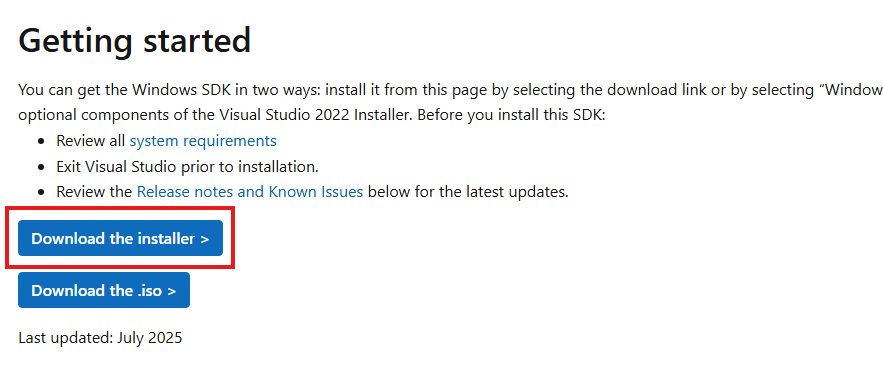 Getting started
You can get the Windows SDK in two ways: install it from this page by selecting the download link or by selecting “Window
optional components of the Visual Studio 2022 Installer. Before you install this SDK:
• Review all system requirements
• Exit Visual Studio prior to installation.
• Review the Release notes and Known Issues below for the latest updates.
Download the installer >
Download the .iso >
Last updated: July 2025